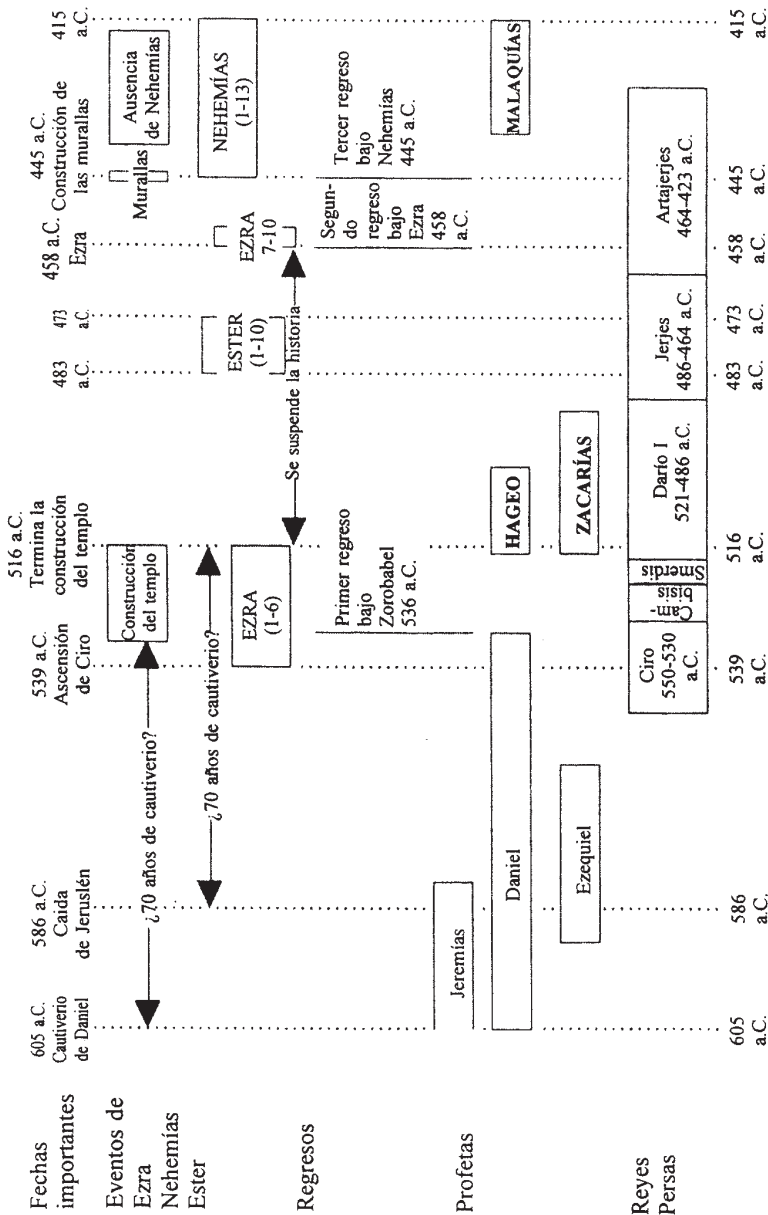 Fechas
importantes
605 a.C.
Cautiverio
de Daniel
586 a.C.
Caida
de Jeruslén
539 a.C.
Ascensión
de Ciro
516 a.C.
Termina la
construcción
del templo
483
a.C.
473
a.C.
458 a.C.
Ezra
445 a.C.
Construcción de
las murallas
415
a.C.
Eventos de
Ezra
Nehemías
Ester
¿70 años de cautiverio?
Construcción
del templo
Murallas
Ausencia
de Nehemías
¿70 años de cautiverio?
EZRA
(1-6)
Se suspende la historia
ESTER
(1-10)
EZRA
7-10
NEHEMÍAS
(1-13)
Regresos
Primer regreso
bajo
Zorobabel
536 a.C.
Segun-
do
regreso
bajo
Ezra
458
a.C.
Tercer regreso
bajo
Nehemías
445 a.C.
Profetas
Jeremías
Daniel
HAGEO
MALAQUÍAS
Ezequiel
ZACARÍAS
Reyes
Persas
Ciro
550-530
a.C.
Cam-
bisis
Smerdis
Darío I
521-486 a.C.
Jerjes
486-464 a.C.
Artajerjes
464-423 a.C.
605
a.C.
586
a.C.
539
a.C.
516
a.C.
483
a.C.
473
a.C.
458
a.C.
445
a.C.
415
a.C.